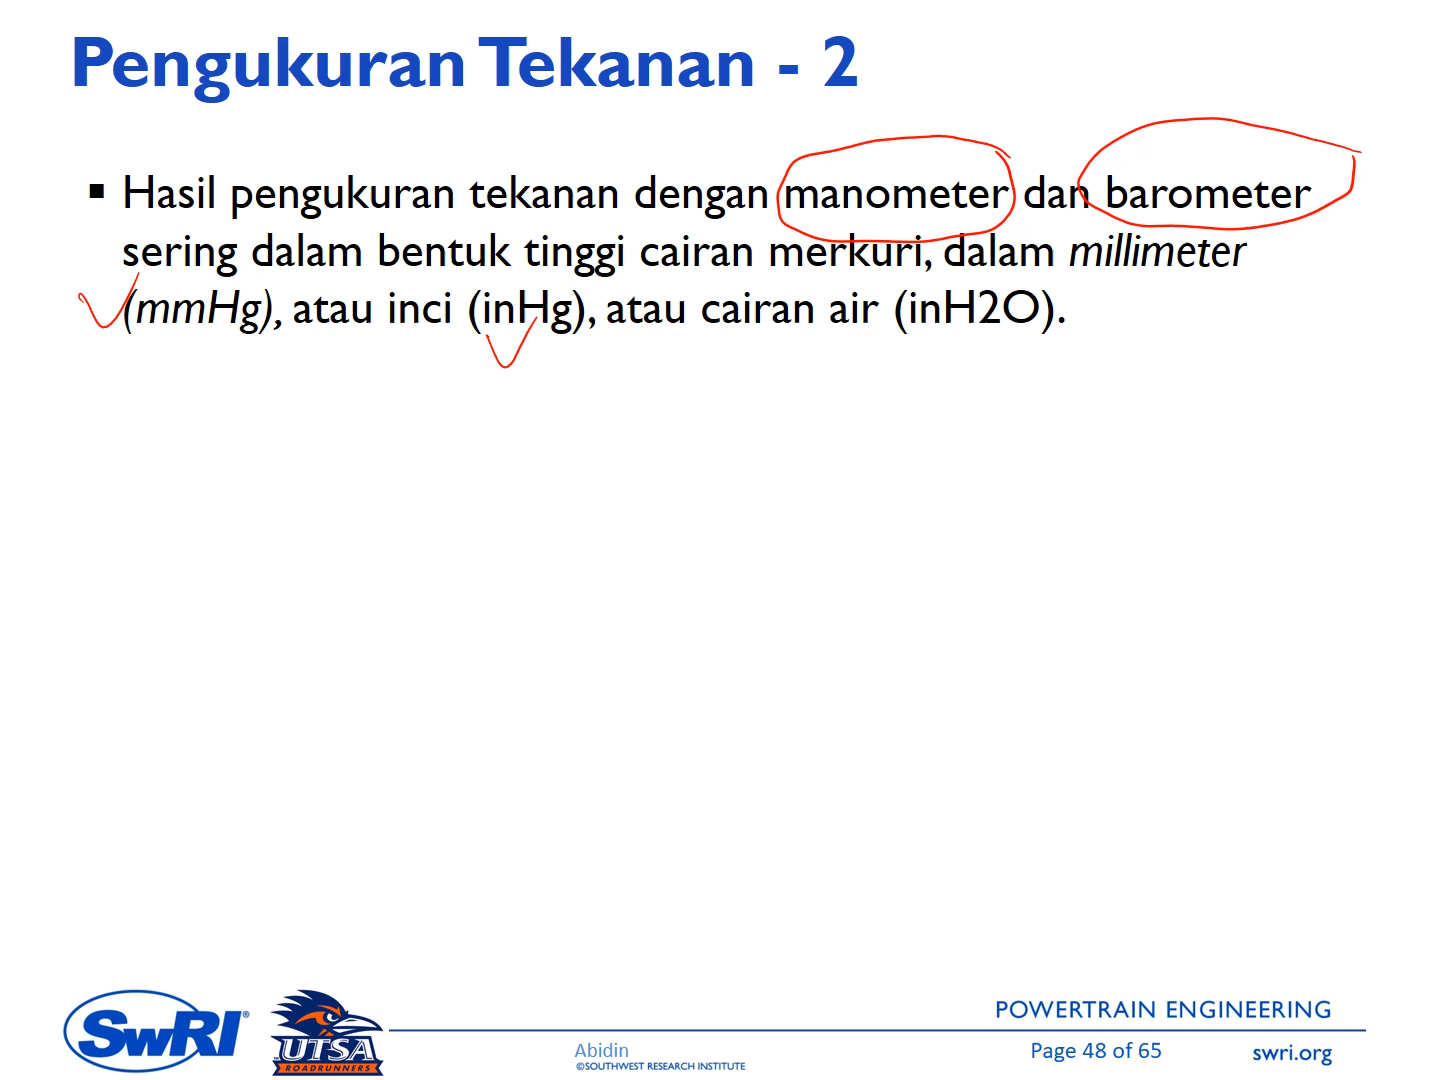 Pengukuran Tekanan - 2
▪ Hasil pengukuran tekanan dengan manometer dan barometer
sering dalam bentuk tinggi cairan merkuri, dalam millimeter
(mmHg), atau inci (inHg), atau cairan air (inH2O).
POWERTRAIN ENGINEERING
SwRI®
UTSA
ROADRUNNERS
Abidin
©SOUTHWEST RESEARCH INSTITUTE
Page 48 of 65
swri.org